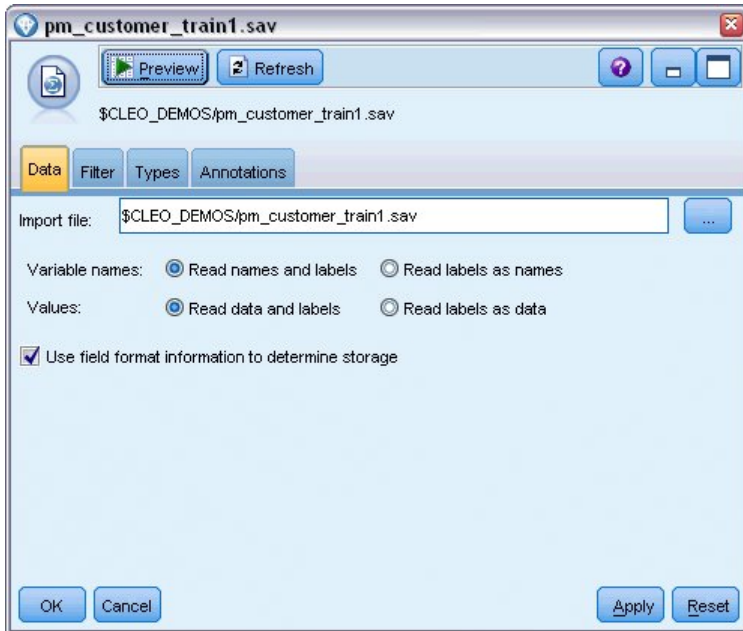 pm_customer_train1.sav
Preview Refresh
$CLEO_DEMOS/pm_customer_train1.sav
Data Filter Types Annotations
Import file: $CLEO_DEMOS/pm_customer_train1.sav ...
Variable names: Read names and labels Read labels as names
Values: Read data and labels Read labels as data
Use field format information to determine storage
OK Cancel Apply Reset